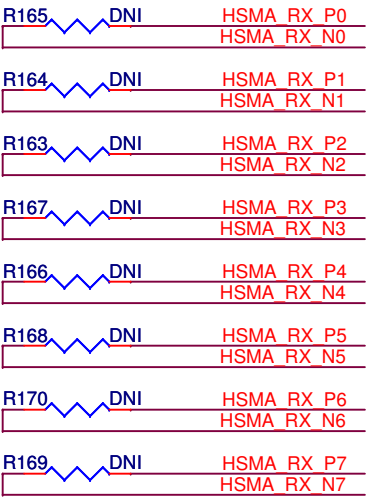 R165 DNI HSMA_RX_P0
HSMA_RX_N0
R164 DNI HSMA_RX_P1
HSMA_RX_N1
R163 DNI HSMA_RX_P2
HSMA_RX_N2
R167 DNI HSMA_RX_P3
HSMA_RX_N3
R166 DNI HSMA_RX_P4
HSMA_RX_N4
R168 DNI HSMA_RX_P5
HSMA_RX_N5
R170 DNI HSMA_RX_P6
HSMA_RX_N6
R169 DNI HSMA_RX_P7
HSMA_RX_N7